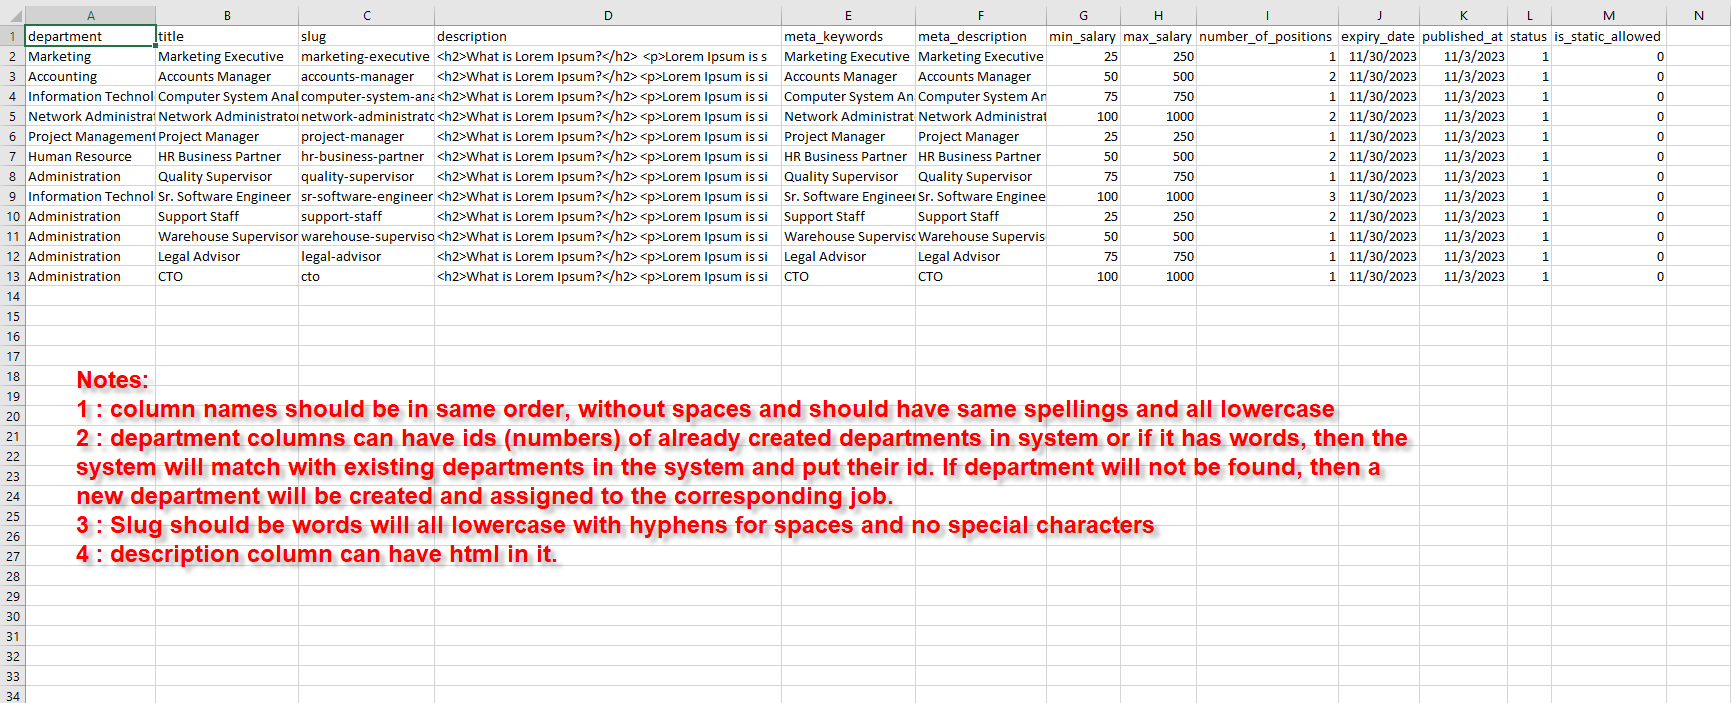 A B C D E F G H I J K L M N
1 department title slug description meta_keywords meta_description min_salary max_salary number_of_positions expiry_date published_at status is_static_allowed
2 Marketing Marketing Executive marketing-executive <h2>What is Lorem Ipsum?</h2> <p>Lorem Ipsum is s Marketing Executive Marketing Executive 25 250 1 11/30/2023 11/3/2023 1 0
3 Accounting Accounts Manager accounts-manager <h2>What is Lorem Ipsum?</h2><p>Lorem Ipsum is si Accounts Manager Accounts Manager 50 500 2 11/30/2023 11/3/2023 1 0
4 Information Technol Computer System Anal computer-system-ana <h2>What is Lorem Ipsum?</h2><p>Lorem Ipsum is si Computer System An Computer System An 75 750 1 11/30/2023 11/3/2023 1 0
5 Network Administrat Network Administrator network-administrato <h2>What is Lorem Ipsum?</h2><p>Lorem Ipsum is si Network Administrat Network Administrat 100 1000 2 11/30/2023 11/3/2023 1 0
6 Project Management Project Manager project-manager <h2>What is Lorem Ipsum?</h2><p>Lorem Ipsum is si Project Manager Project Manager 25 250 1 11/30/2023 11/3/2023 1 0
7 Human Resource HR Business Partner hr-business-partner <h2>What is Lorem Ipsum?</h2><p>Lorem Ipsum is si HR Business Partner HR Business Partner 50 500 2 11/30/2023 11/3/2023 1 0
8 Administration Quality Supervisor quality-supervisor <h2>What is Lorem Ipsum?</h2><p>Lorem Ipsum is si Quality Supervisor Quality Supervisor 75 750 1 11/30/2023 11/3/2023 1 0
9 Information Technol Sr. Software Engineer sr-software-engineer <h2>What is Lorem Ipsum?</h2><p>Lorem Ipsum is si Sr. Software Engineer Sr. Software Enginee 100 1000 3 11/30/2023 11/3/2023 1 0
10 Administration Support Staff support-staff <h2>What is Lorem Ipsum?</h2><p>Lorem Ipsum is si Support Staff Support Staff 25 250 2 11/30/2023 11/3/2023 1 0
11 Administration Warehouse Supervisor warehouse-superviso <h2>What is Lorem Ipsum?</h2><p>Lorem Ipsum is si Warehouse Supervisc Warehouse Supervis 50 500 1 11/30/2023 11/3/2023 1 0
12 Administration Legal Advisor legal-advisor <h2>What is Lorem Ipsum?</h2><p>Lorem Ipsum is si Legal Advisor Legal Advisor 75 750 1 11/30/2023 11/3/2023 1 0
13 Administration CTO cto <h2>What is Lorem Ipsum?</h2><p>Lorem Ipsum is si CTO CTO 100 1000 1 11/30/2023 11/3/2023 1 0
14
15
16
17
18
Notes:
19
1 : column names should be in same order, without spaces and should have same spellings and all lowercase
20
21
2 : department columns can have ids (numbers) of already created departments in system or if it has words, then the
22
system will match with existing departments in the system and put their id. If department will not be found, then a
23
24
new department will be created and assigned to the corresponding job.
25
3 : Slug should be words will all lowercase with hyphens for spaces and no special characters
26
27
4 : description column can have html in it.
28
29
30
31
32
33
34